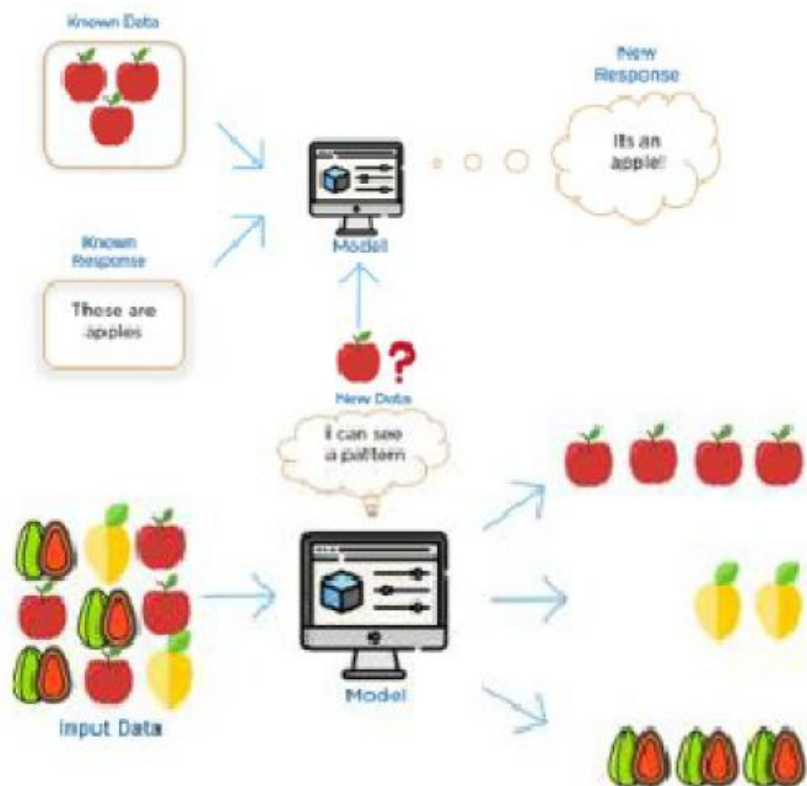 Known Data
New
Response
Its an
apple!!
Model
Known
Response
These are
apples
New Data
I can see
a pattern
Model
Input Data